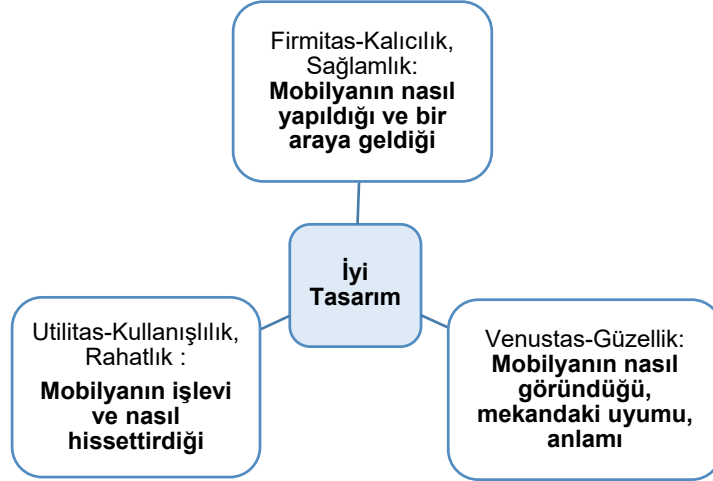 Firmitas-Kalıcılık,
Sağlamlık:
Mobilyanın nasıl
yapıldığı ve bir
araya geldiği
İyi
Tasarım
Utilitas-Kullanışlılık,
Rahatlık :
Mobilyanın işlevi
ve nasıl
hissettirdiği
Venustas-Güzellik:
Mobilyanın nasıl
göründüğü,
mekandaki uyumu,
anlamı